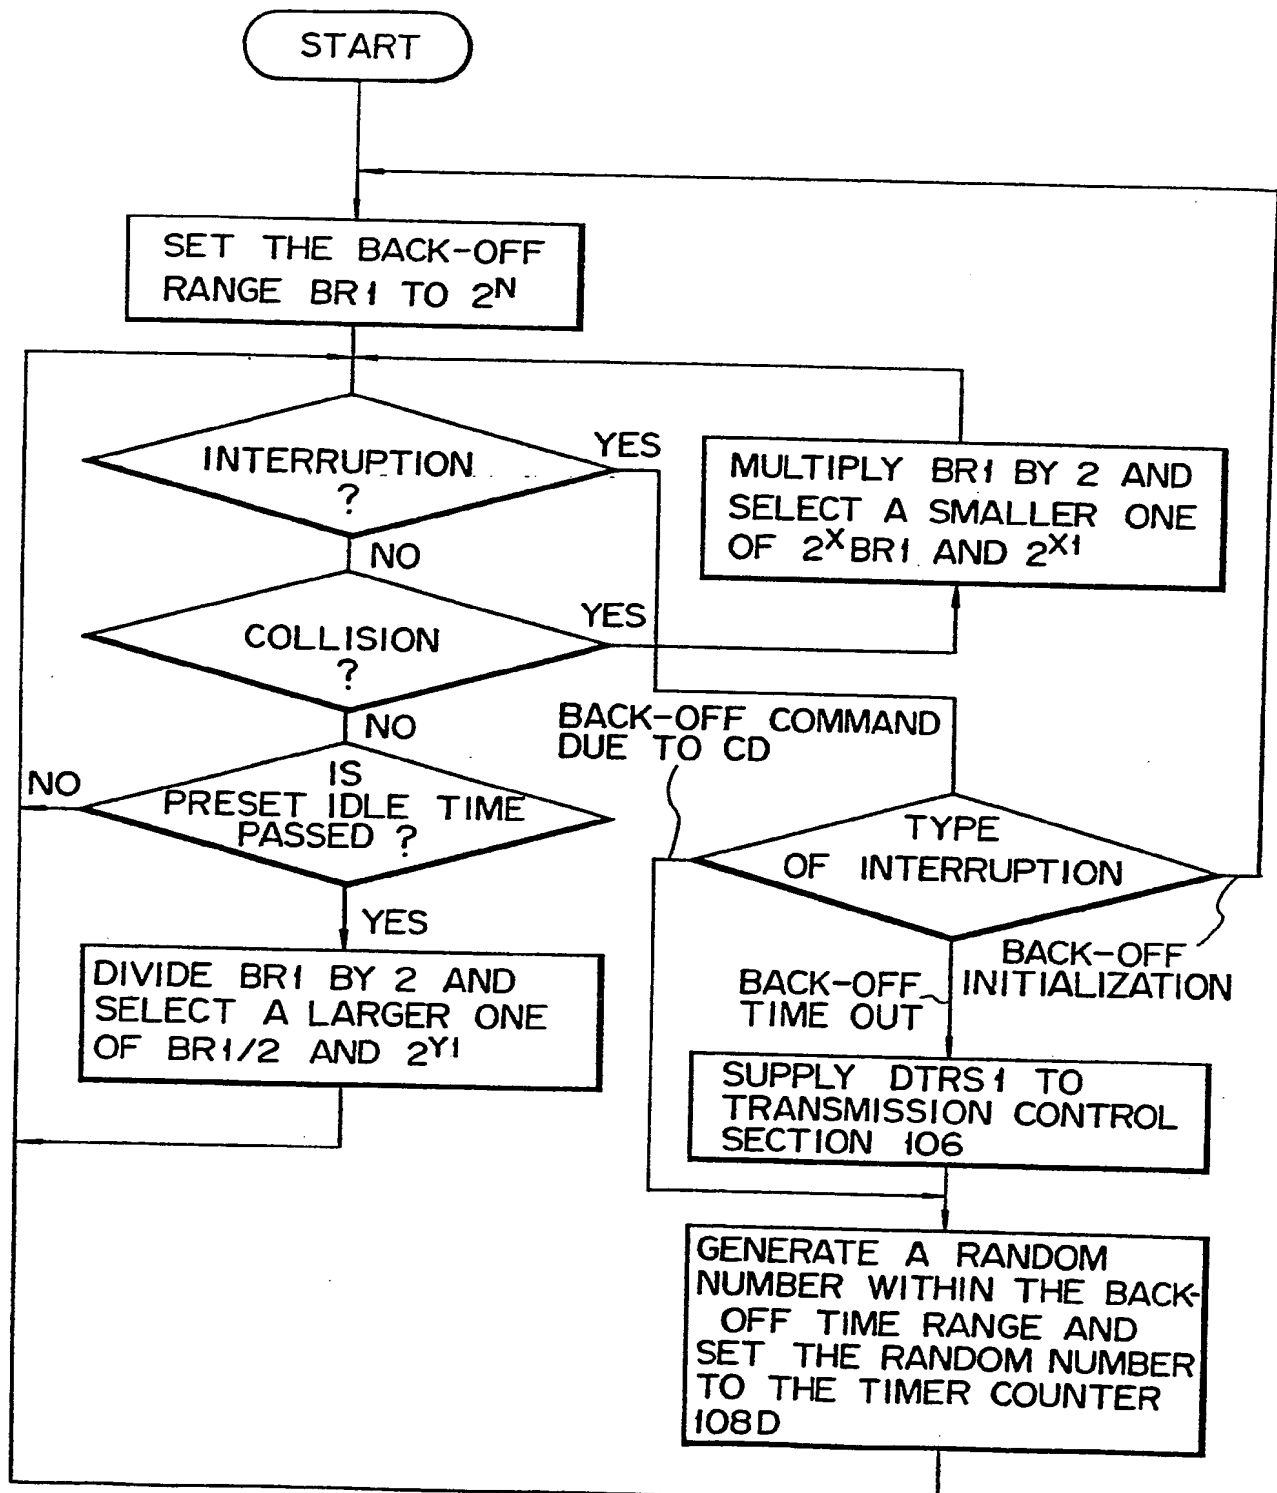 START
SET THE BACK-OFF
RANGE BR1 TO 2^N
INTERRUPTION
?
YES
NO
MULTIPLY BR1 BY 2 AND
SELECT A SMALLER ONE
OF 2^XBR1 AND 2^X1
COLLISION
?
YES
NO
IS
PRESET IDLE TIME
PASSED ?
NO
YES
DIVIDE BR1 BY 2 AND
SELECT A LARGER ONE
OF BR1/2 AND 2^Y1
BACK-OFF COMMAND
DUE TO CD
TYPE
OF INTERRUPTION
BACK-OFF
INITIALIZATION
BACK-OFF
TIME OUT
SUPPLY DTRS1 TO
TRANSMISSION CONTROL
SECTION 106
GENERATE A RANDOM
NUMBER WITHIN THE BACK-
OFF TIME RANGE AND
SET THE RANDOM NUMBER
TO THE TIMER COUNTER
108D